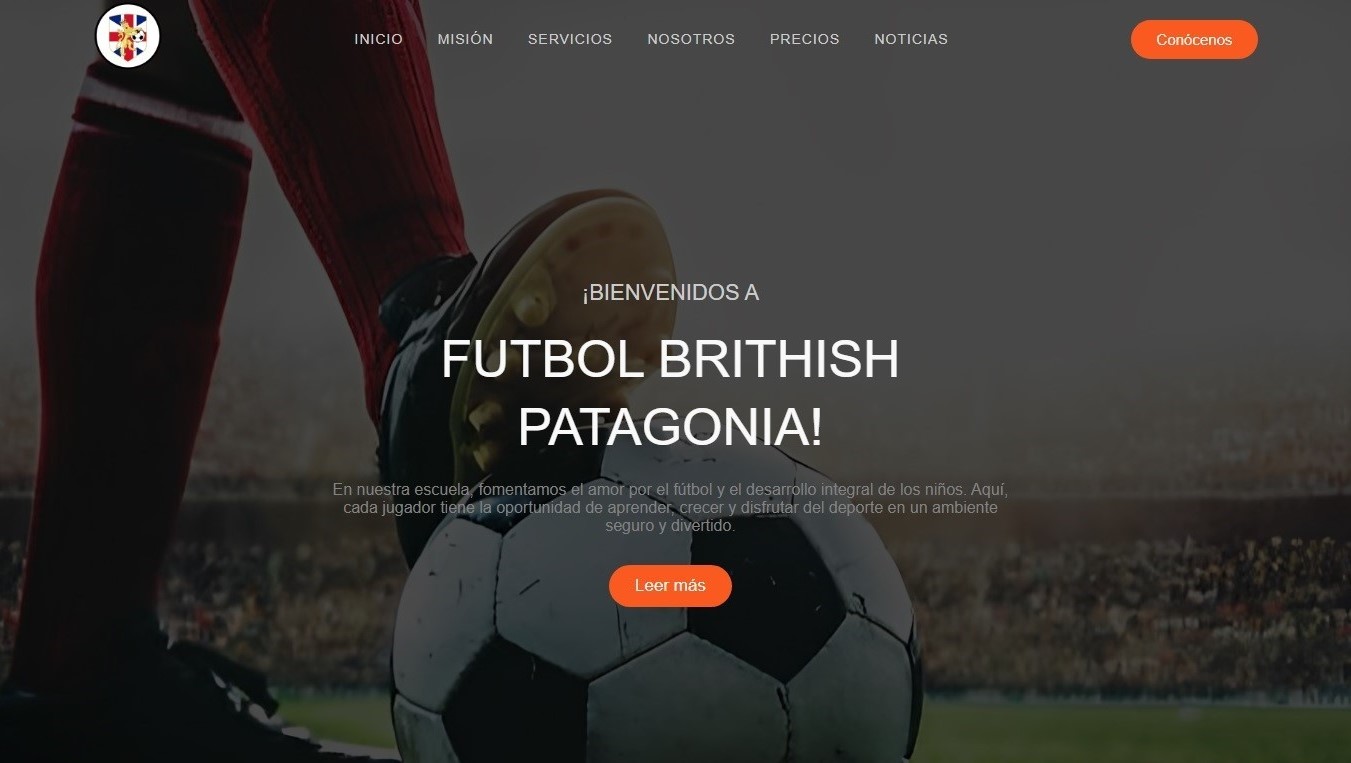 INICIO MISIÓN SERVICIOS NOSOTROS PRECIOS NOTICIAS Conócenos
¡BIENVENIDOS A
FUTBOL BRITHISH
PATAGONIA!
En nuestra escuela, fomentamos el amor por el fútbol y el desarrollo integral de los niños. Aquí,
cada jugador tiene la oportunidad de aprender, crecer y disfrutar del deporte en un ambiente
seguro y divertido.
Leer más